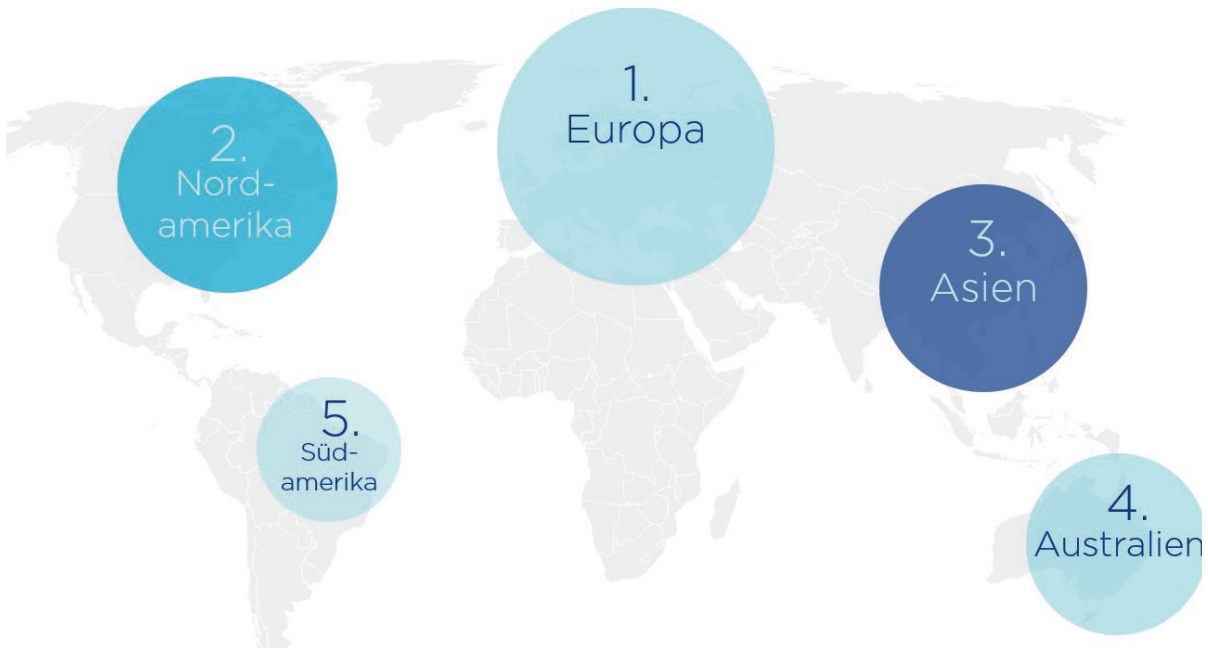 1.
Europa
2.
Nord-
amerika
3.
Asien
5.
Süd-
amerika
4.
Australien